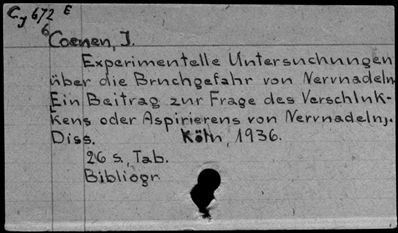 Cy 672 E
6
Coenen, J.
Experimentelle Untersuchungen
über die Bruchgefahr von Nervnadeln.
Ein Beitrag zur Frage des Verschluk-
kens oder Aspirierens von Nervnadeln.
Diss. Köln, 1936.
26 s, Tab.
Bibliogr